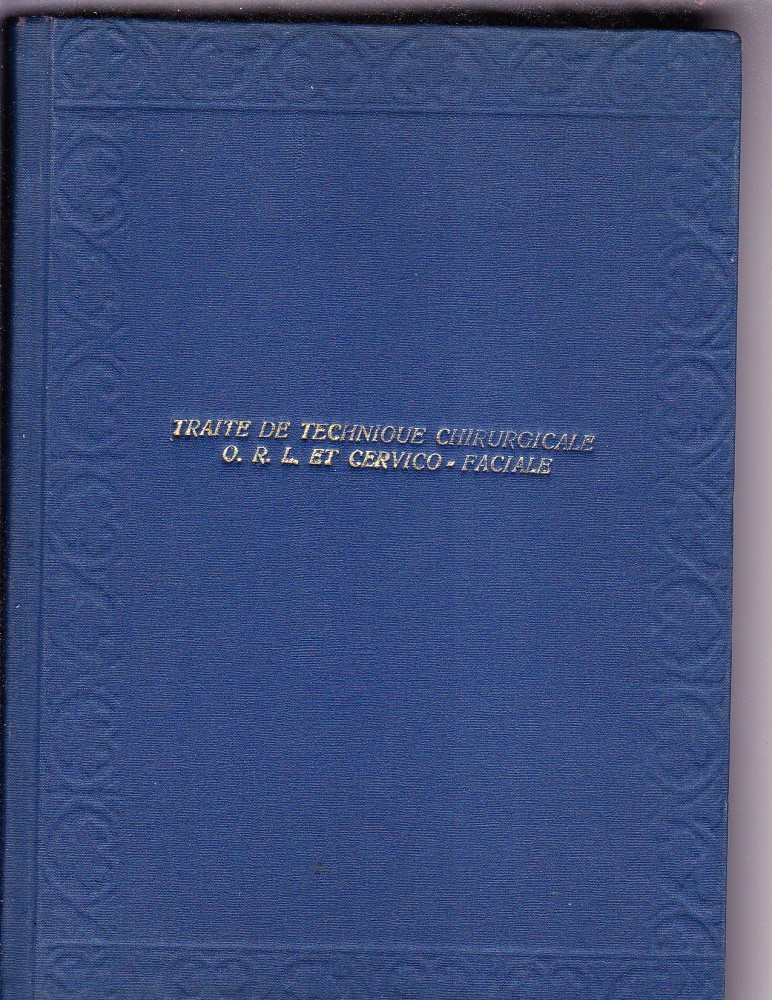 TRAITE DE TECHNIQUE CHIRURGICALE
O. R. L. ET CERVICO - FACIALE